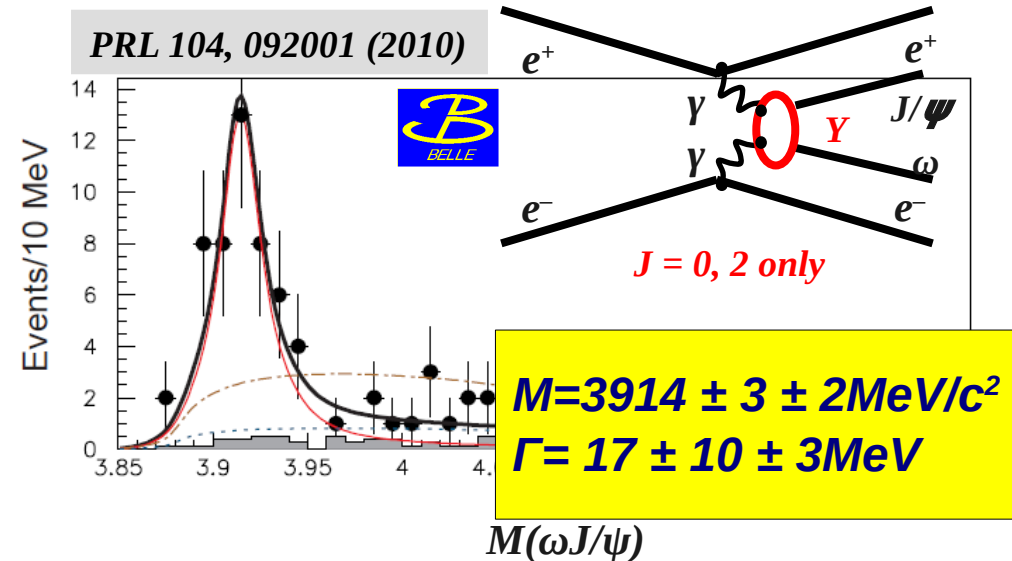 PRL 104, 092001 (2010)
e⁺
e⁺
γ
J/ψ
Y
γ
ω
e⁻
e⁻
J = 0, 2 only
B
BELLE
Events/10 MeV
14
12
10
8
6
4
2
0
3.85
3.9
3.95
4
M=3914 ± 3 ± 2MeV/c²
Γ= 17 ± 10 ± 3MeV
M(ωJ/ψ)